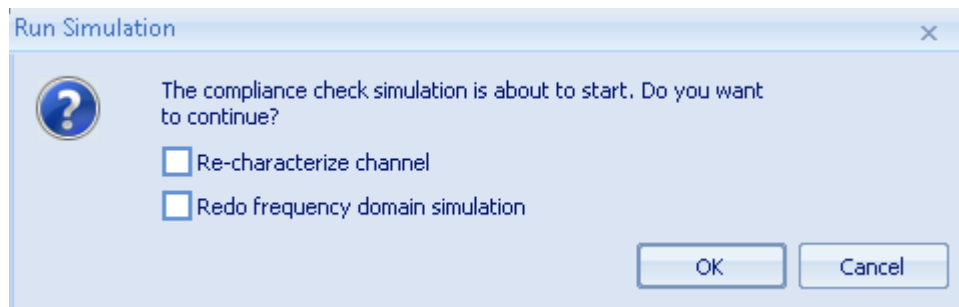 Run Simulation
The compliance check simulation is about to start. Do you want
to continue?
Re-characterize channel
Redo frequency domain simulation
OK
Cancel